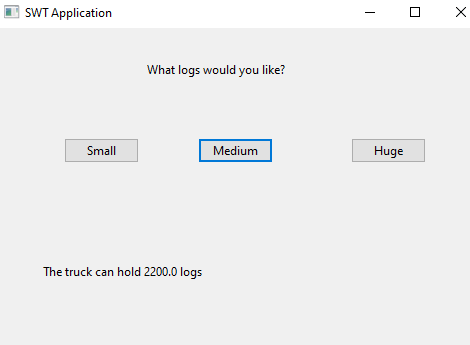 SWT Application
What logs would you like?
Small
Medium
Huge
The truck can hold 2200.0 logs